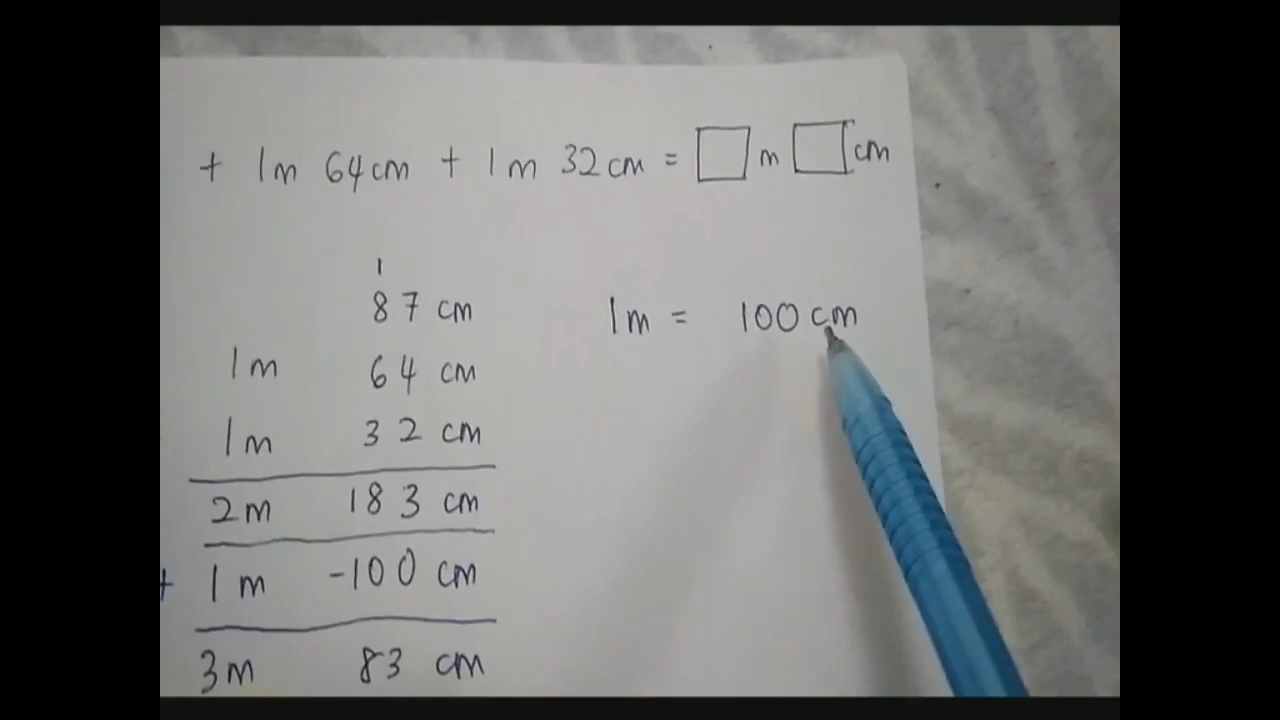 + 1m 64cm + 1m 32cm = □ m □ cm
1
87 cm
1m = 100 cm
1m 64 cm
1m 32 cm
2m 183 cm
+ 1m -100 cm
3m 83 cm